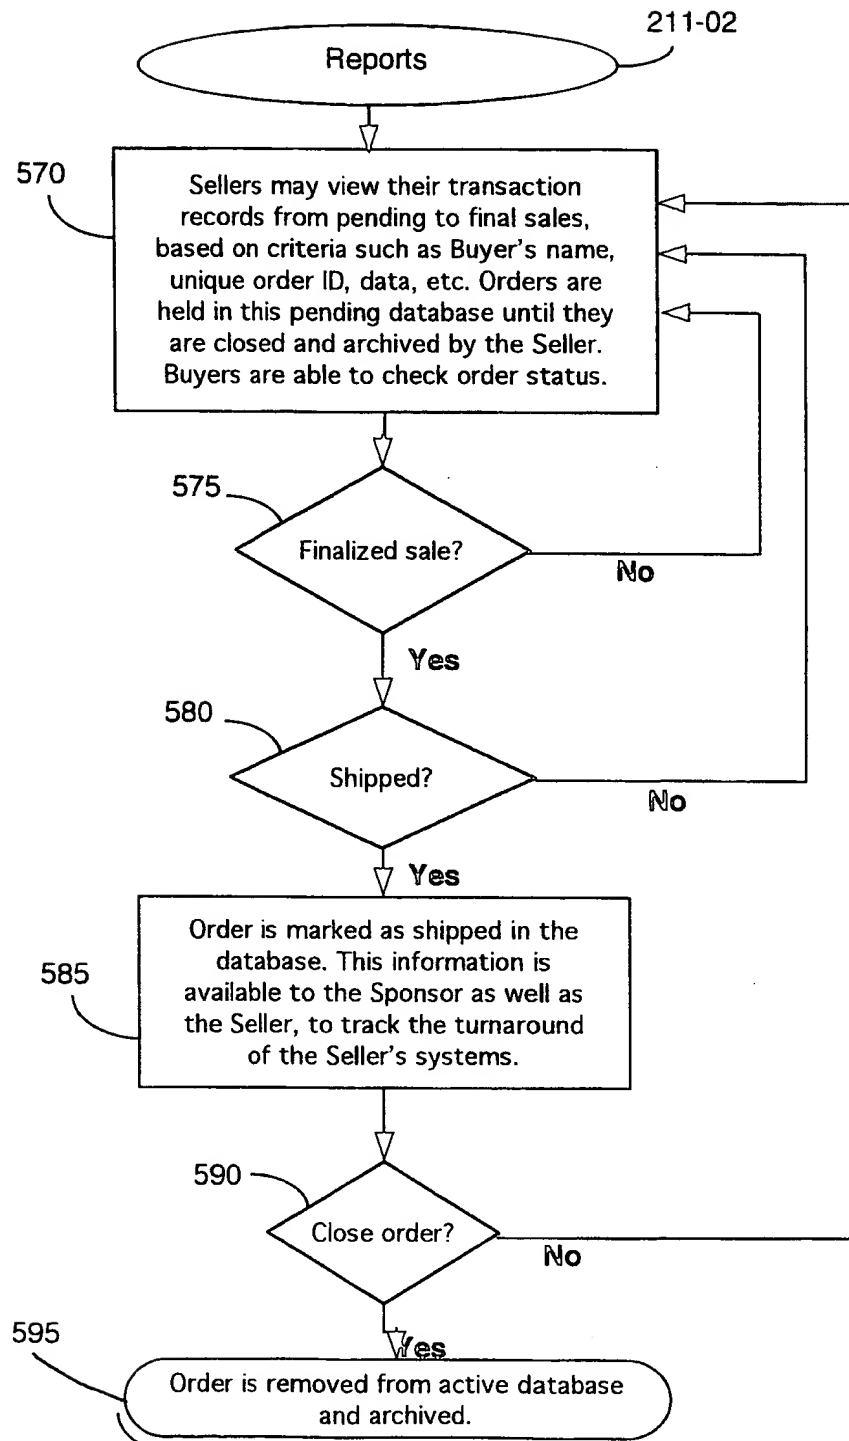 211-02
Reports
570
Sellers may view their transaction
records from pending to final sales,
based on criteria such as Buyer's name,
unique order ID, data, etc. Orders are
held in this pending database until they
are closed and archived by the Seller.
Buyers are able to check order status.
575
Finalized sale?
No
Yes
580
Shipped?
No
Yes
Order is marked as shipped in the
database. This information is
available to the Sponsor as well as
the Seller, to track the turnaround
of the Seller's systems.
585
590
Close order?
No
Yes
595
Order is removed from active database
and archived.